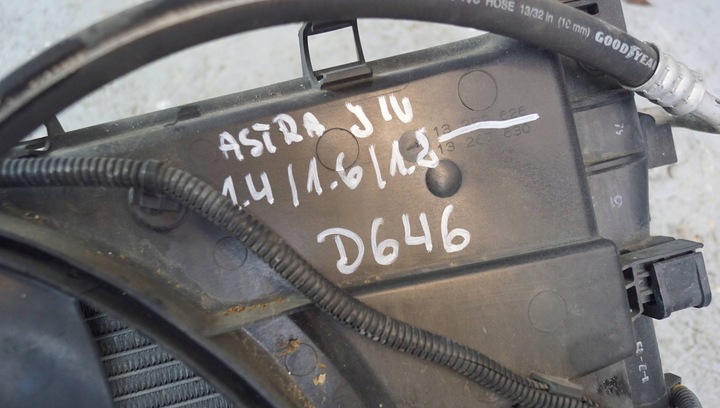 HOSE 13/32 in (10 mm) GOODYEAR
ASTRA J IV
1.4/1.6/1.8
D646